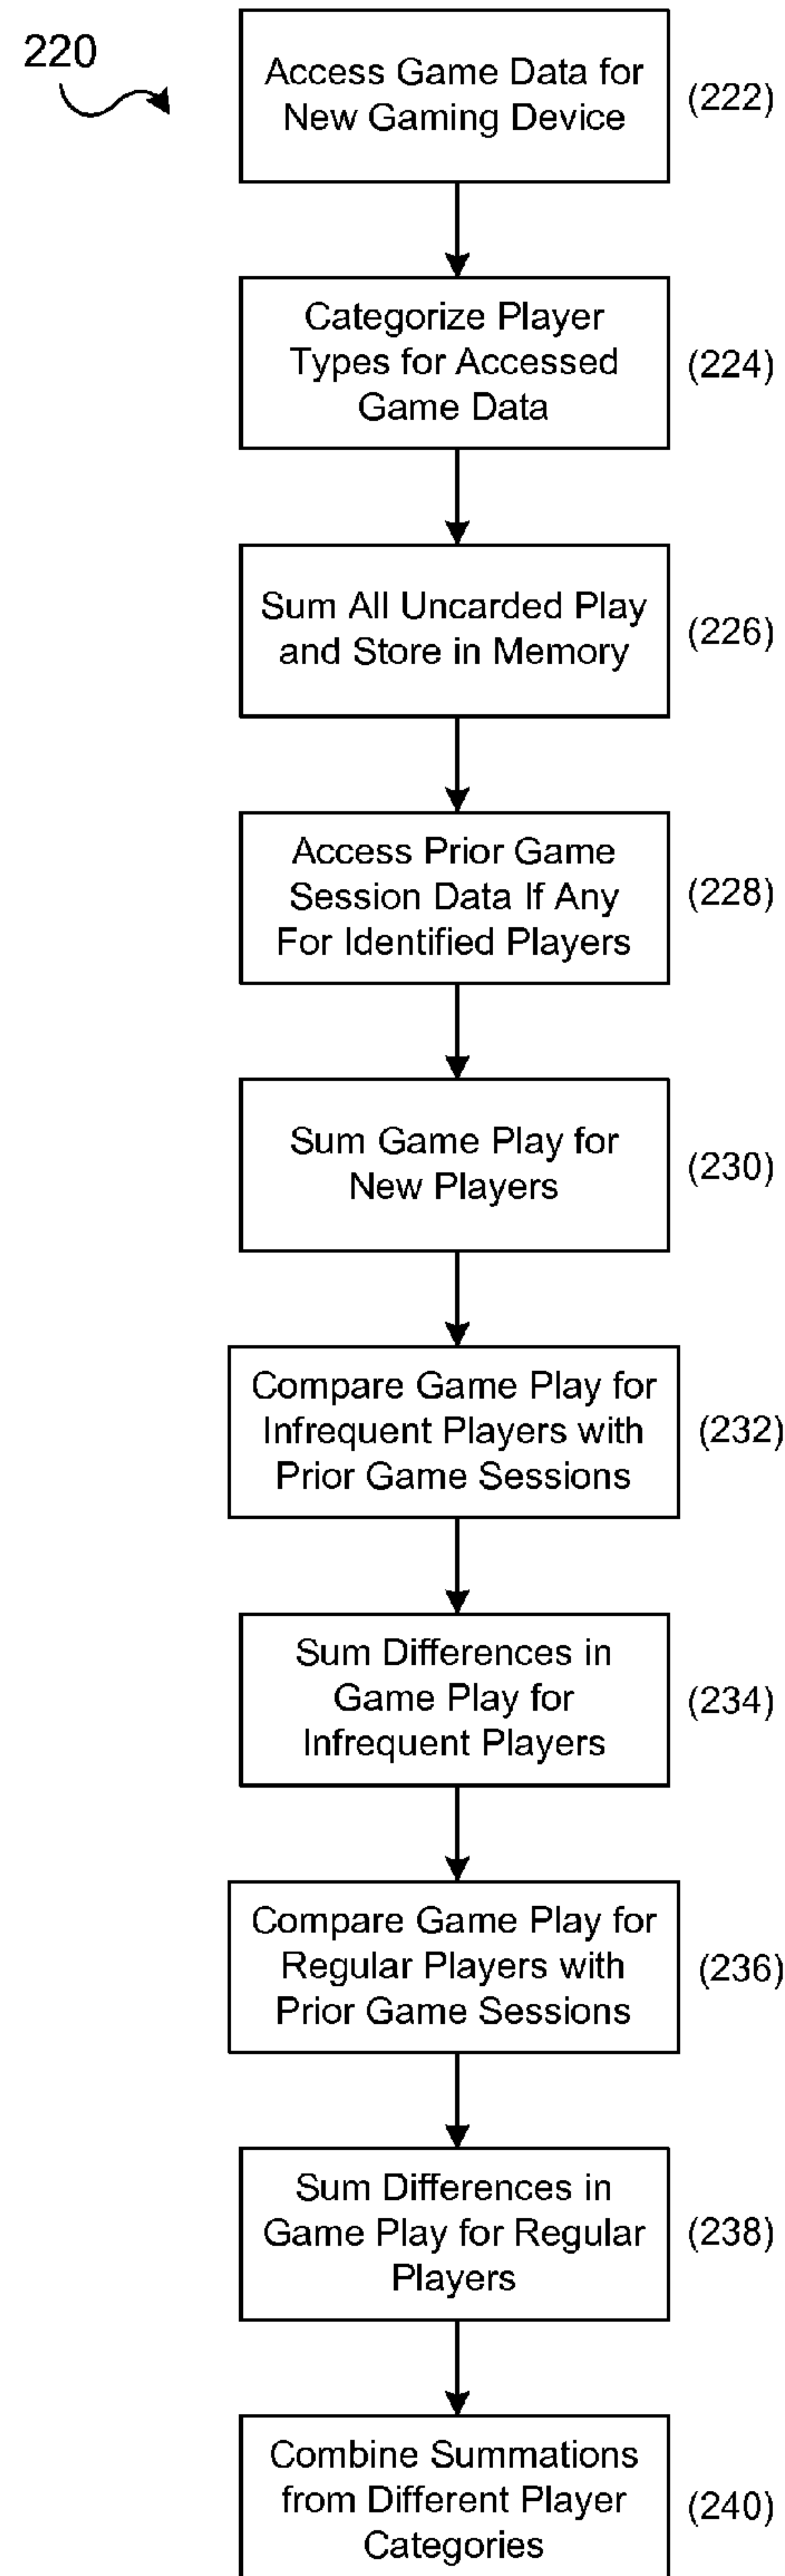 220
Access Game Data for
New Gaming Device
(222)
Categorize Player
Types for Accessed
Game Data
(224)
Sum All Uncarded Play
and Store in Memory
(226)
Access Prior Game
Session Data If Any
For Identified Players
(228)
Sum Game Play for
New Players
(230)
Compare Game Play for
Infrequent Players with
Prior Game Sessions
(232)
Sum Differences in
Game Play for
Infrequent Players
(234)
Compare Game Play for
Regular Players with
Prior Game Sessions
(236)
Sum Differences in
Game Play for Regular
Players
(238)
Combine Summations
from Different Player
Categories
(240)